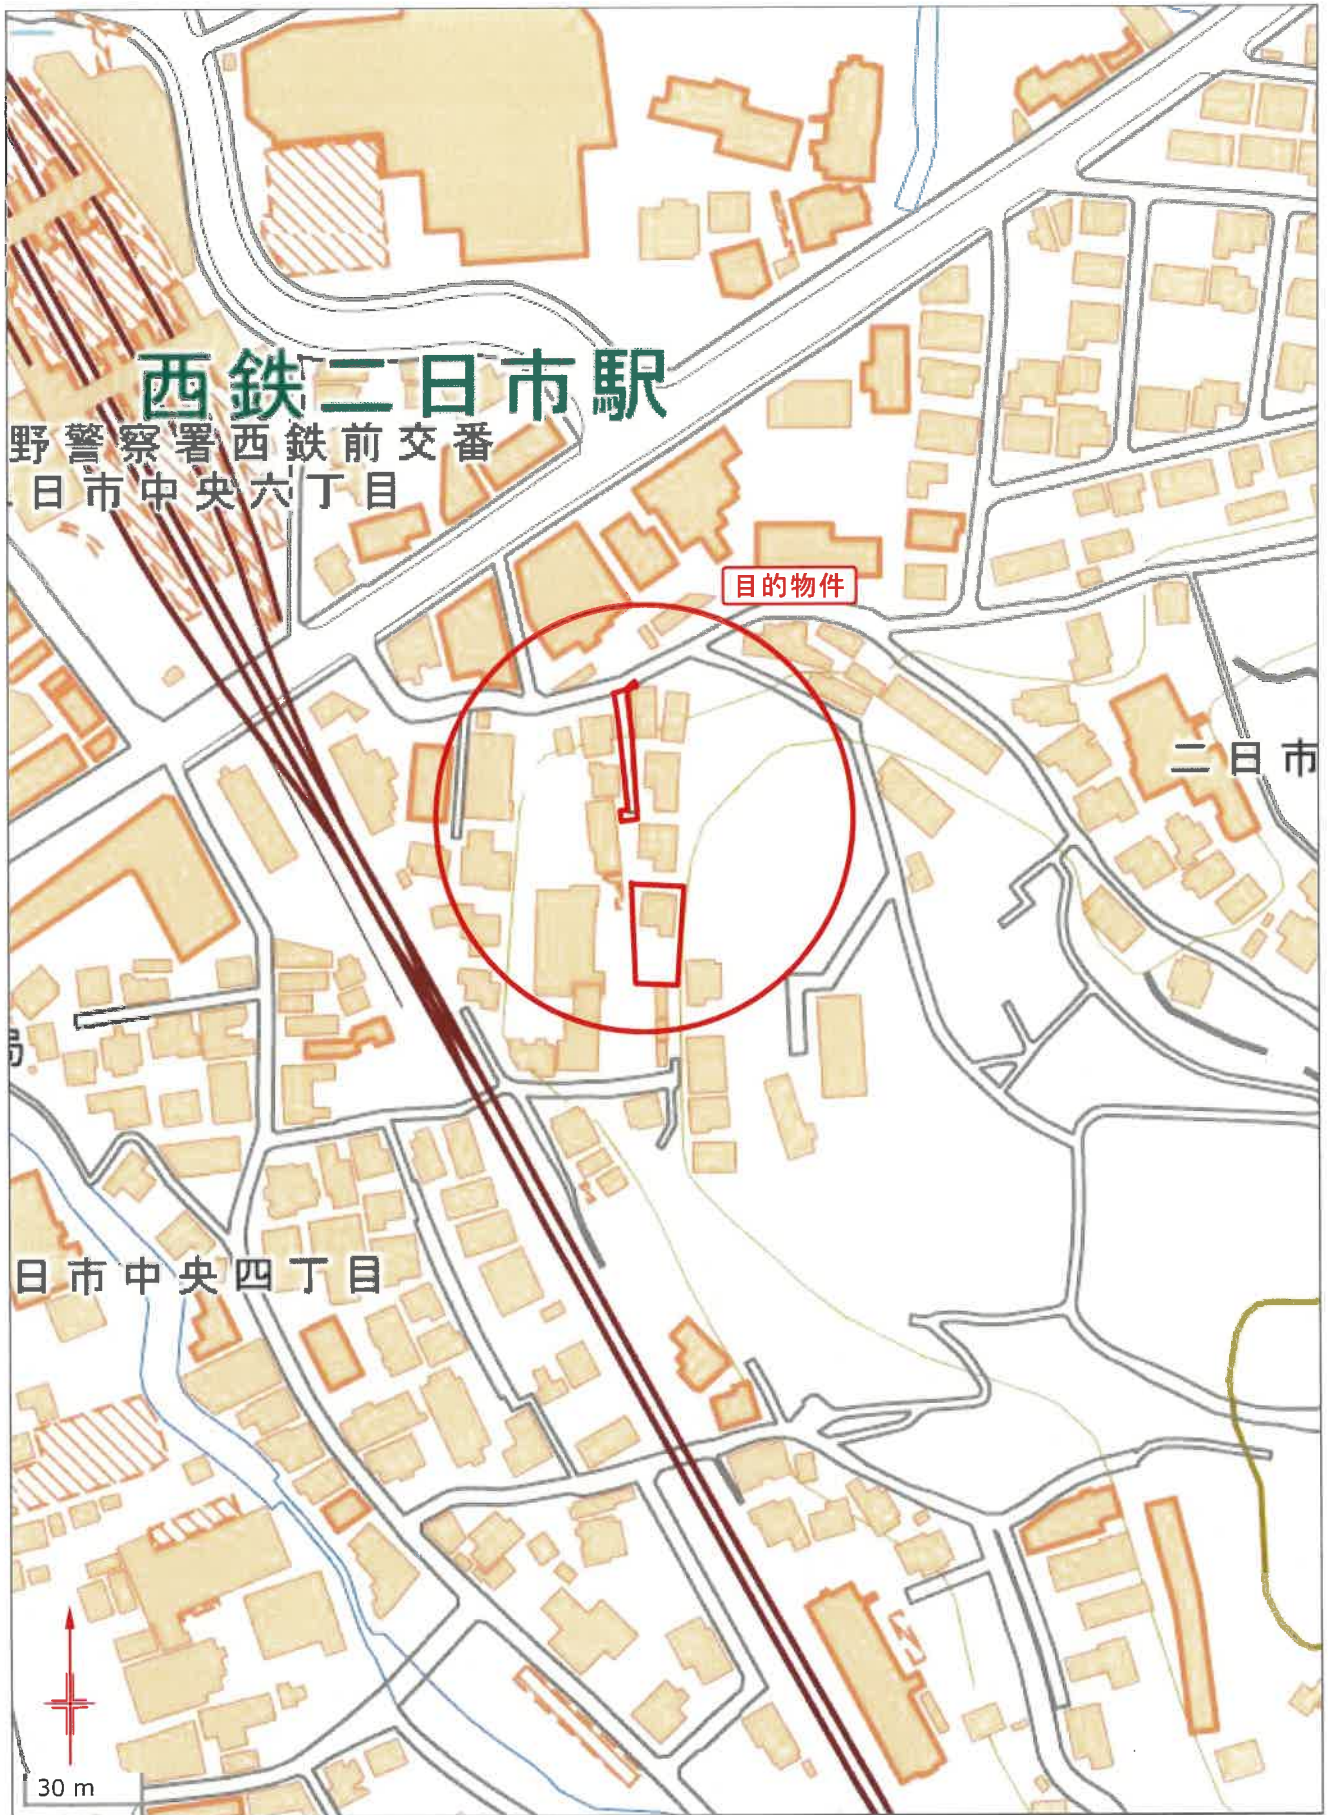 西鉄二日市駅
野警察署西鉄前交番
日市中央六丁目
目的物件
二日市
局
日市中央四丁目
30 m